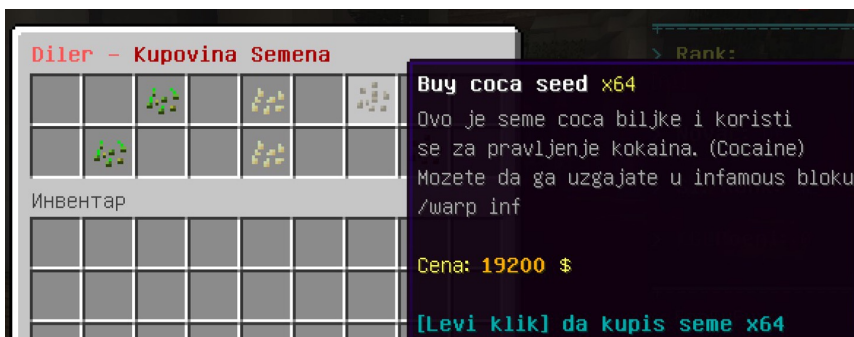 Diler - Kupovina Semena
> Rank:
Buy coca seed x64
Ovo je seme coca biljke i koristi
se za pravljenje kokaina. (Cocaine)
Mozete da ga uzgajate u infamous bloku
/warp inf
Инвентар
Cena: 19200 $
[Levi klik] da kupis seme x64